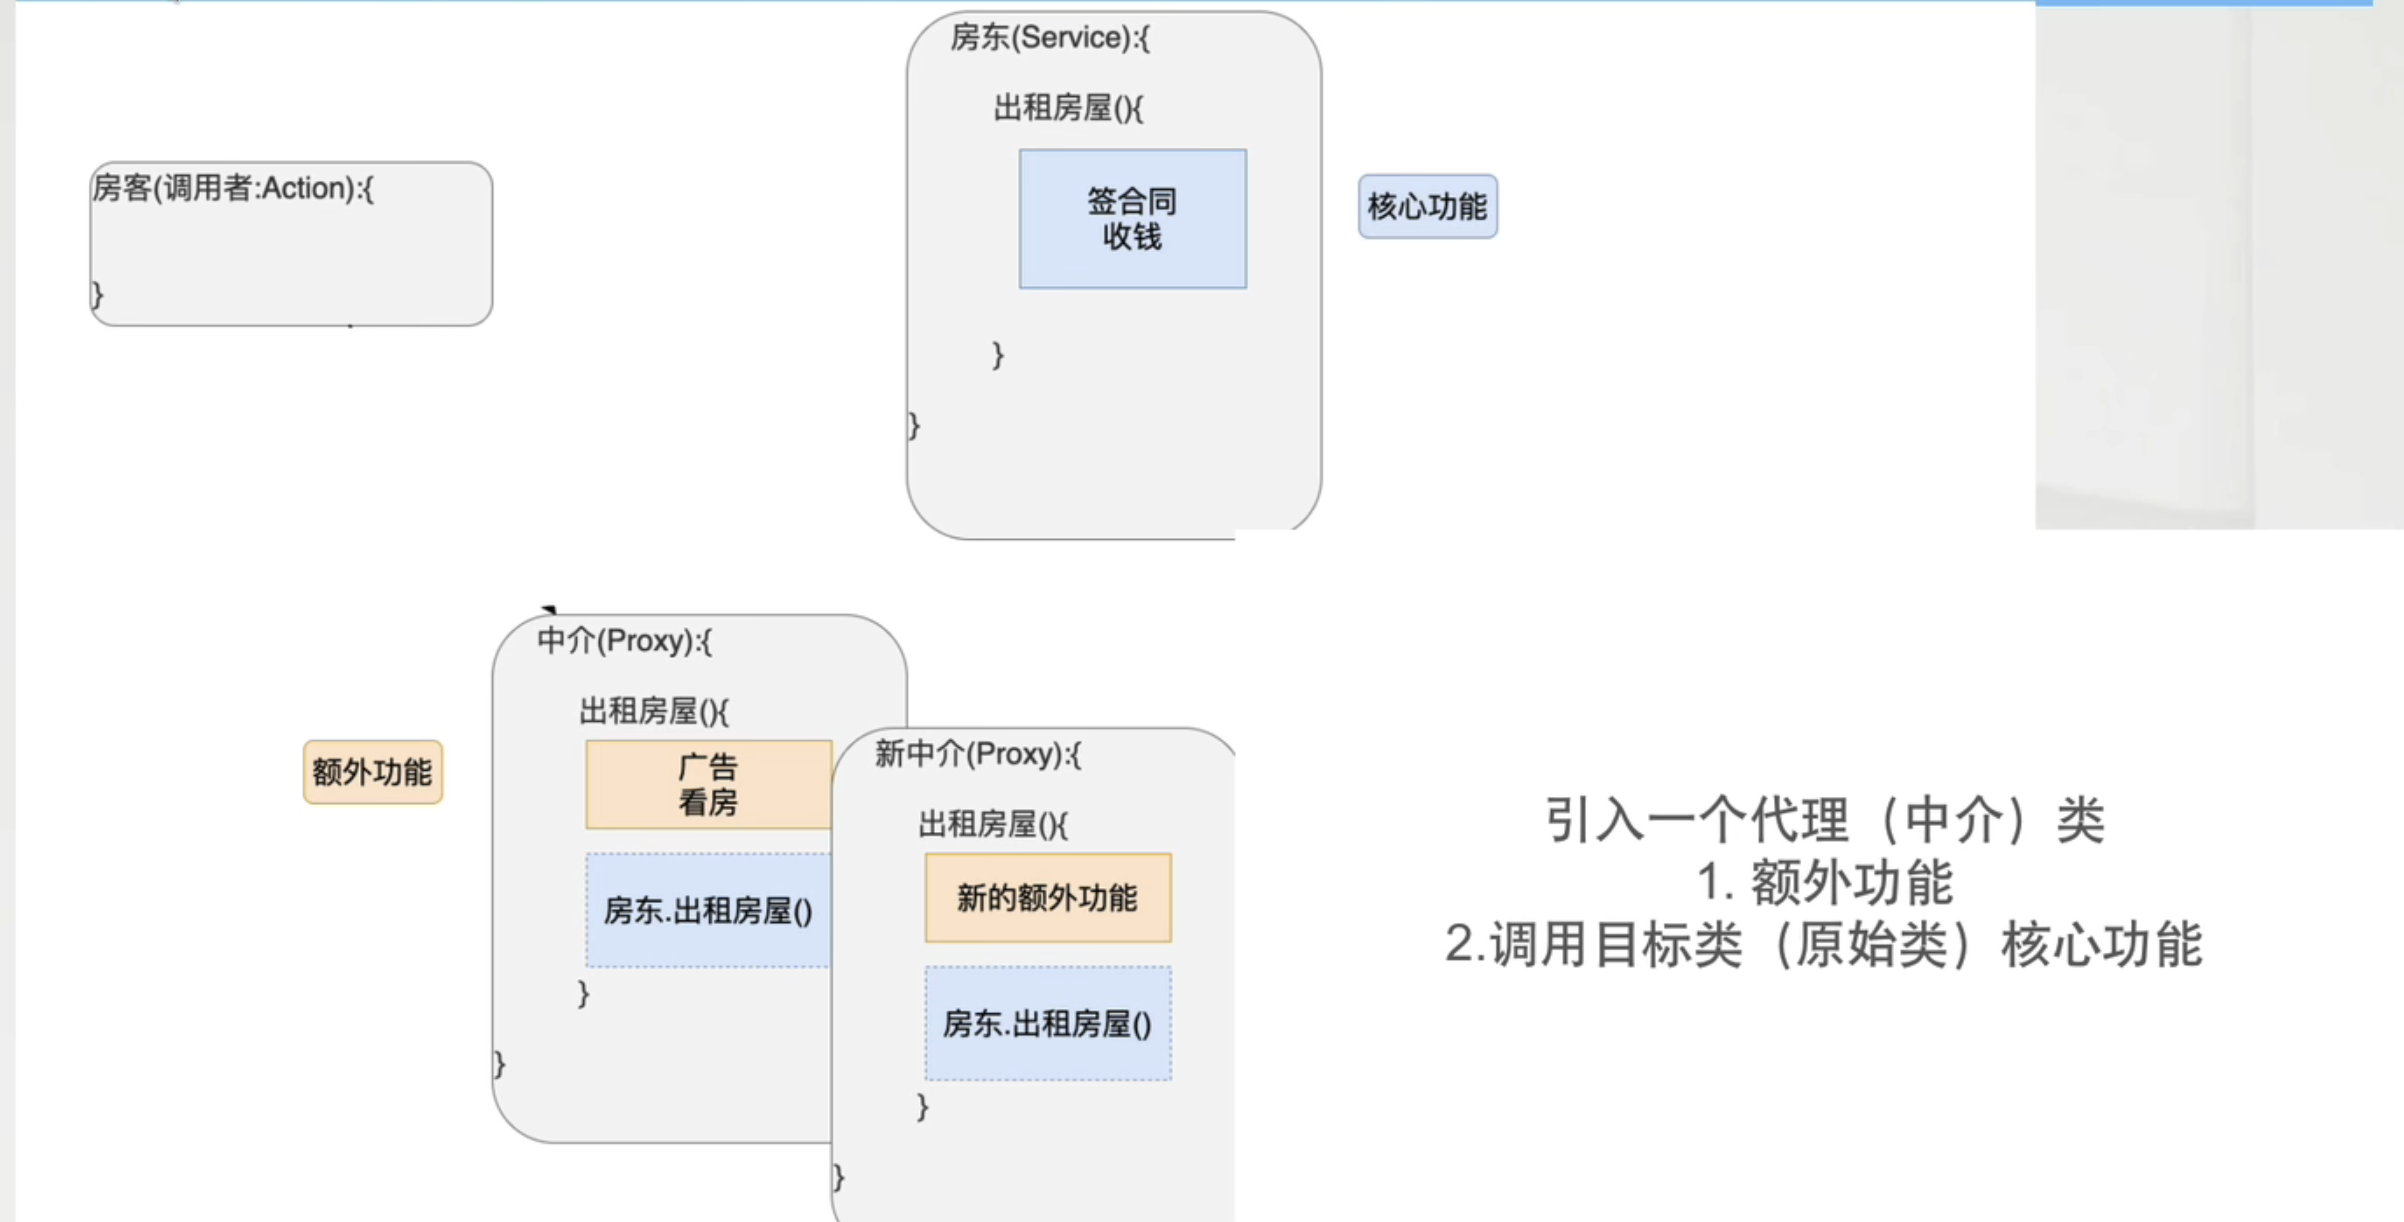 房东(Service):{
出租房屋(){
签合同
收钱
}
}
核心功能
房客(调用者:Action):{
}
中介(Proxy):{
出租房屋(){
广告
看房
房东.出租房屋()
}
}
额外功能
新中介(Proxy):{
出租房屋(){
新的额外功能
房东.出租房屋()
}
}
引入一个代理（中介）类
1. 额外功能
2.调用目标类（原始类）核心功能